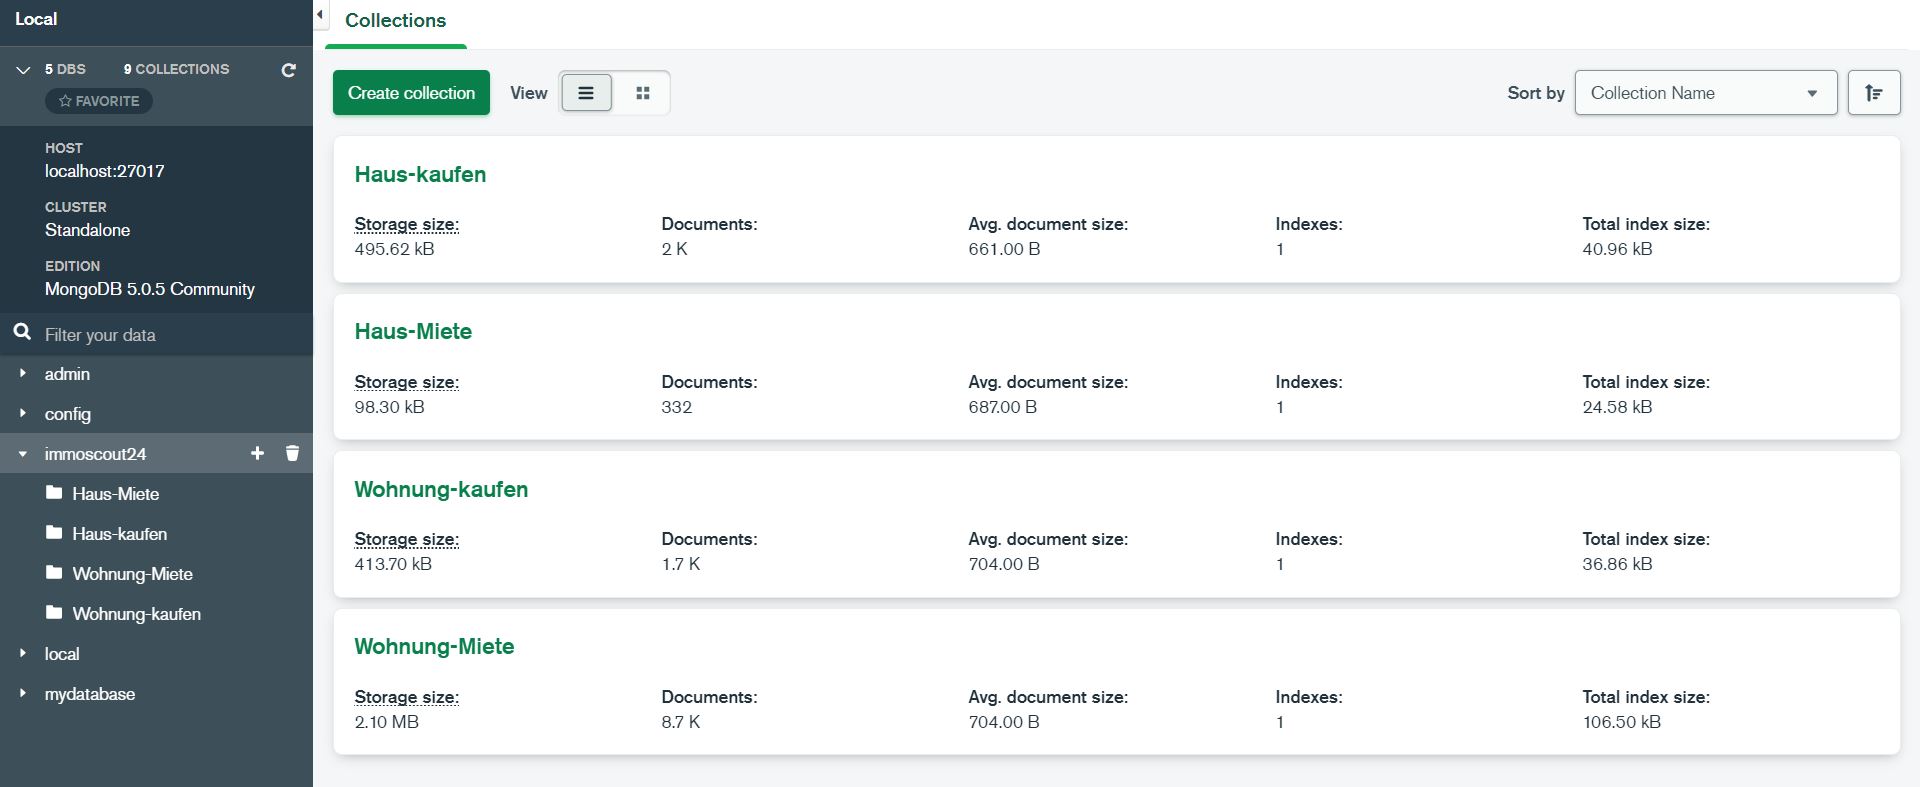 Local
5 DBS 9 COLLECTIONS
FAVORITE
HOST
localhost:27017
CLUSTER
Standalone
EDITION
MongoDB 5.0.5 Community
Filter your data
admin
config
immoscout24
Haus-Miete
Haus-kaufen
Wohnung-Miete
Wohnung-kaufen
local
mydatabase
Collections
Create collection View Sort by Collection Name
Haus-kaufen
Storage size: Documents: Avg. document size: Indexes: Total index size:
495.62 kB 2 K 661.00 B 1 40.96 kB
Haus-Miete
Storage size: Documents: Avg. document size: Indexes: Total index size:
98.30 kB 332 687.00 B 1 24.58 kB
Wohnung-kaufen
Storage size: Documents: Avg. document size: Indexes: Total index size:
413.70 kB 1.7 K 704.00 B 1 36.86 kB
Wohnung-Miete
Storage size: Documents: Avg. document size: Indexes: Total index size:
2.10 MB 8.7 K 704.00 B 1 106.50 kB